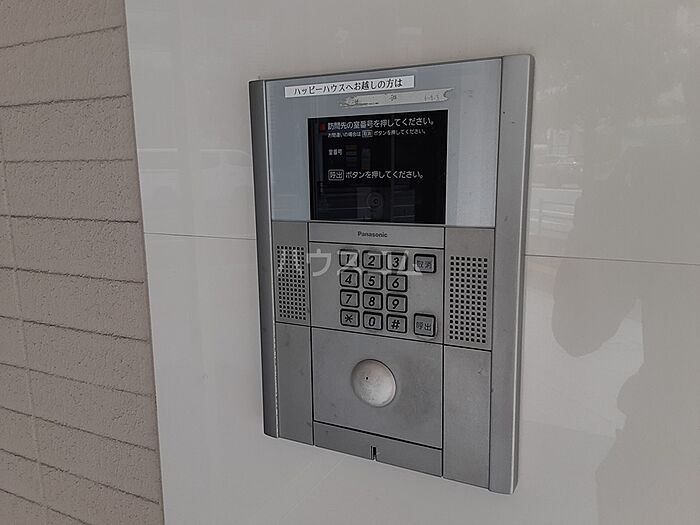 ハッピーハウスへお越しの方は
訪問先の室番号を押してください。
お間違いの場合は 取消 ボタンを押してください。
室番号
呼出 ボタンを押してください。
Panasonic
1 2 3 取消
4 5 6
7 8 9
* 0 # 呼出